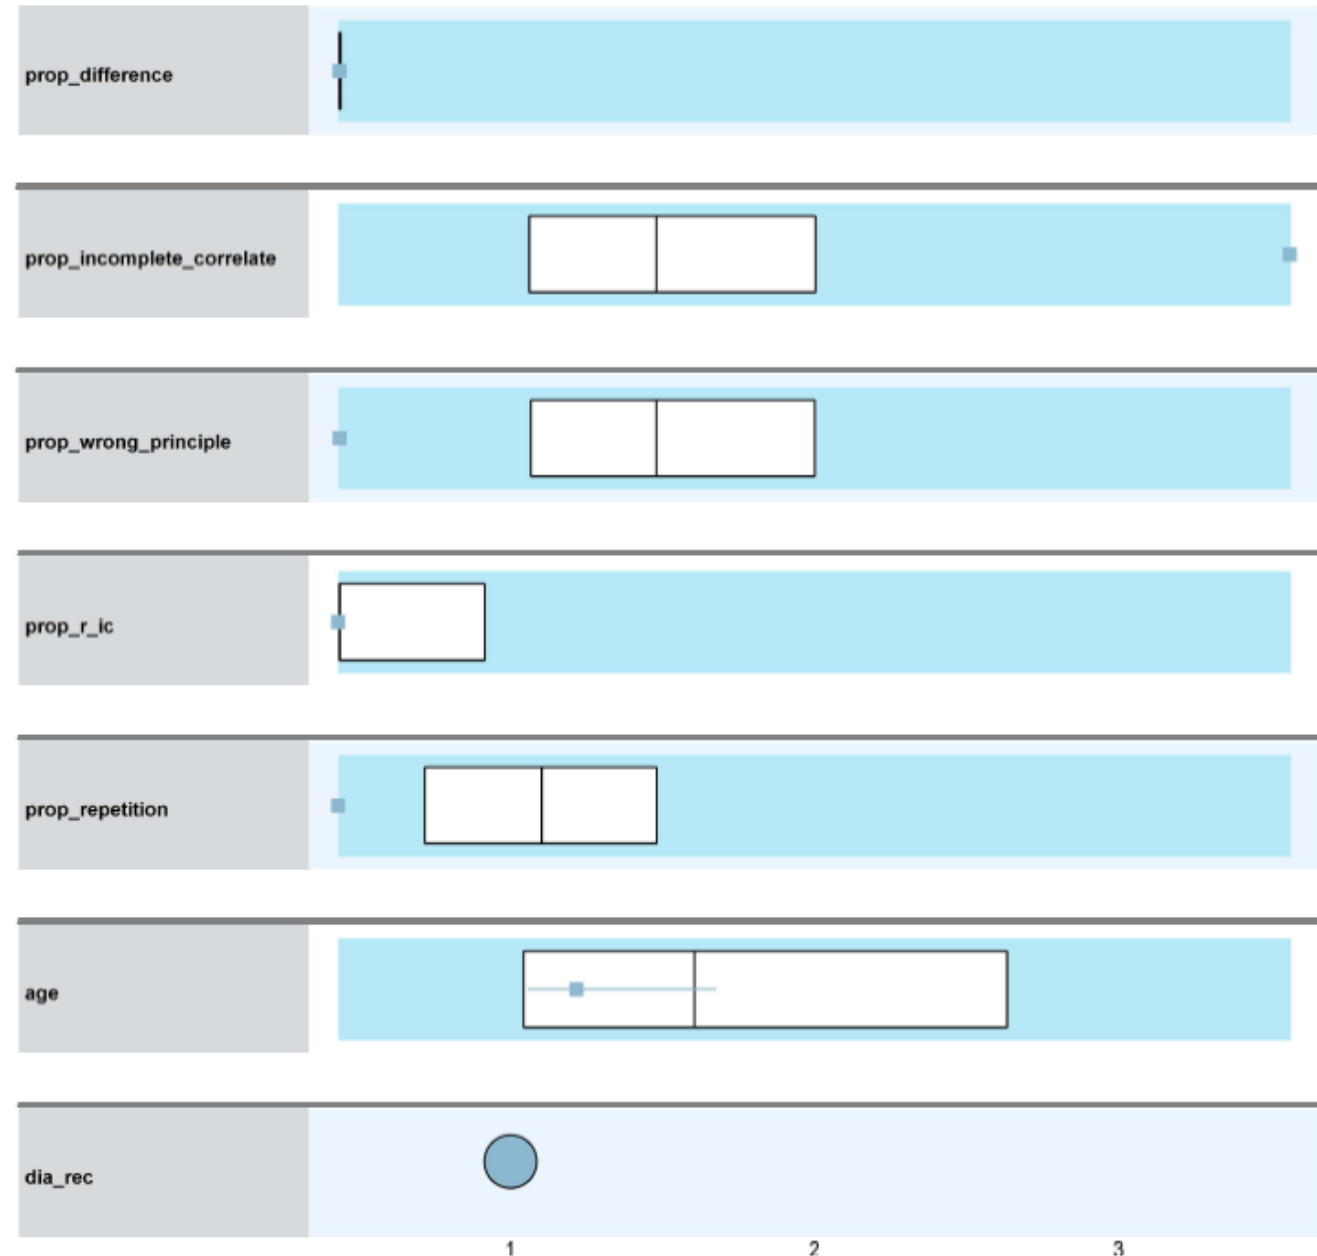 prop_difference
prop_incomplete_correlate
prop_wrong_principle
prop_r_ic
prop_repetition
age
dia_rec
1 2 3